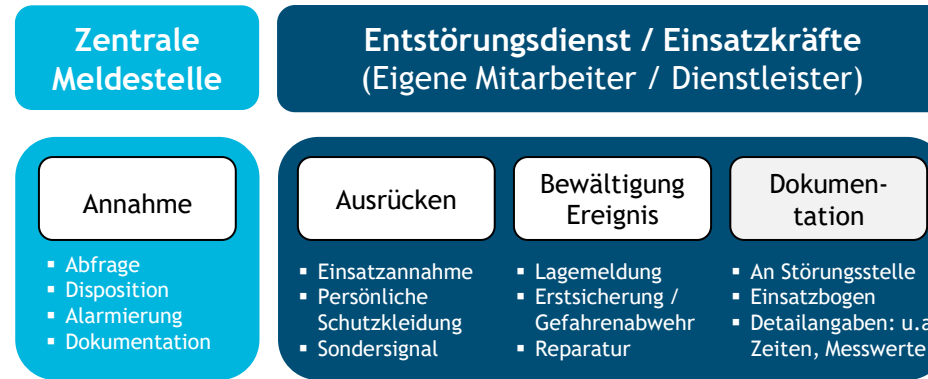 Zentrale
Meldestelle
Entstörungsdienst / Einsatzkräfte
(Eigene Mitarbeiter / Dienstleister)
Annahme
▪ Abfrage
▪ Disposition
▪ Alarmierung
▪ Dokumentation
Ausrücken
▪ Einsatzannahme
▪ Persönliche
Schutzkleidung
▪ Sondersignal
Bewältigung
Ereignis
▪ Lagemeldung
▪ Erstsicherung /
Gefahrenabwehr
▪ Reparatur
Dokumen-
tation
▪ An Störungsstelle
▪ Einsatzbogen
▪ Detailangaben: u.a
Zeiten, Messwerte